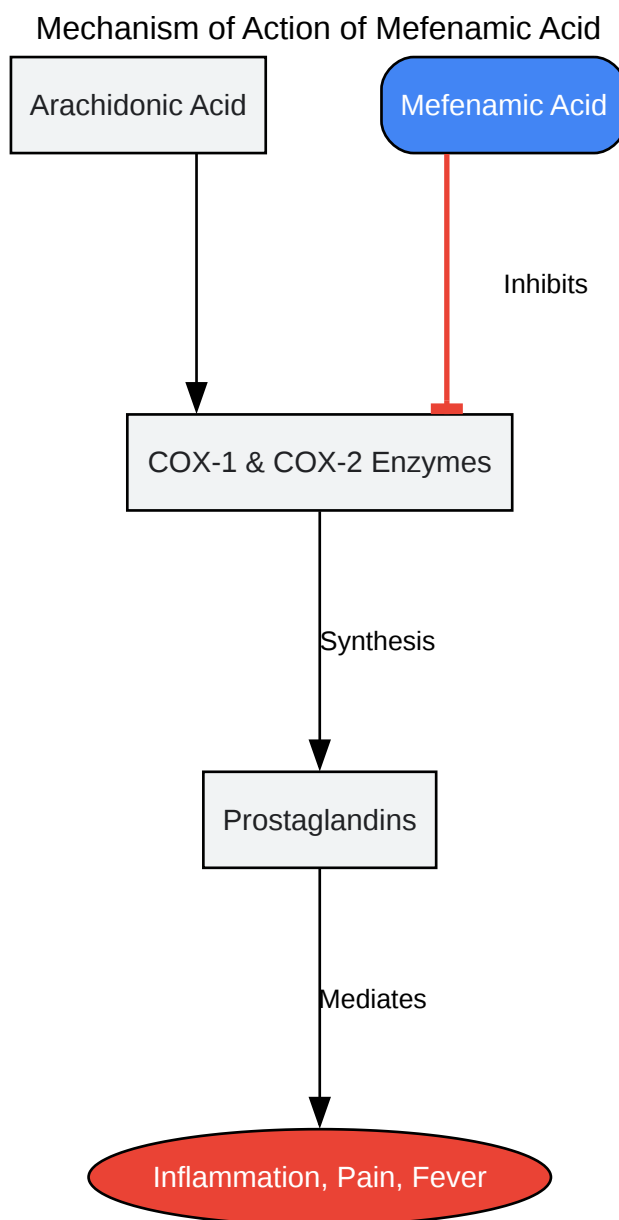 Mechanism of Action of Mefenamic Acid
Arachidonic Acid
Mefenamic Acid
Inhibits
COX-1 & COX-2 Enzymes
Synthesis
Prostaglandins
Mediates
Inflammation, Pain, Fever